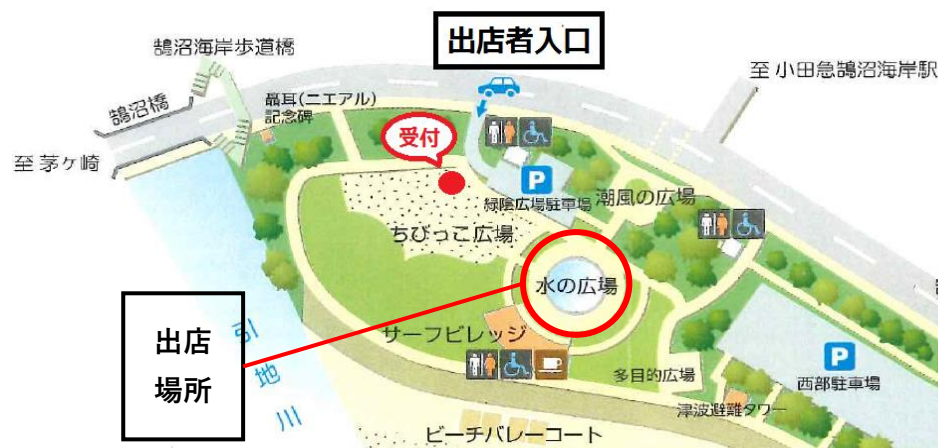 出店者入口
鵠沼海岸歩道橋
至 小田急鵠沼海岸駅
聶耳(ニエアル)
記念碑
鵠沼橋
受付
至 茅ヶ崎
P
緑陰広場駐車場
潮風の広場
ちびっこ広場
水の広場
出店
場所
引地川
サーフビレッジ
P
多目的広場
西部駐車場
津波避難タワー
ビーチバレーコート